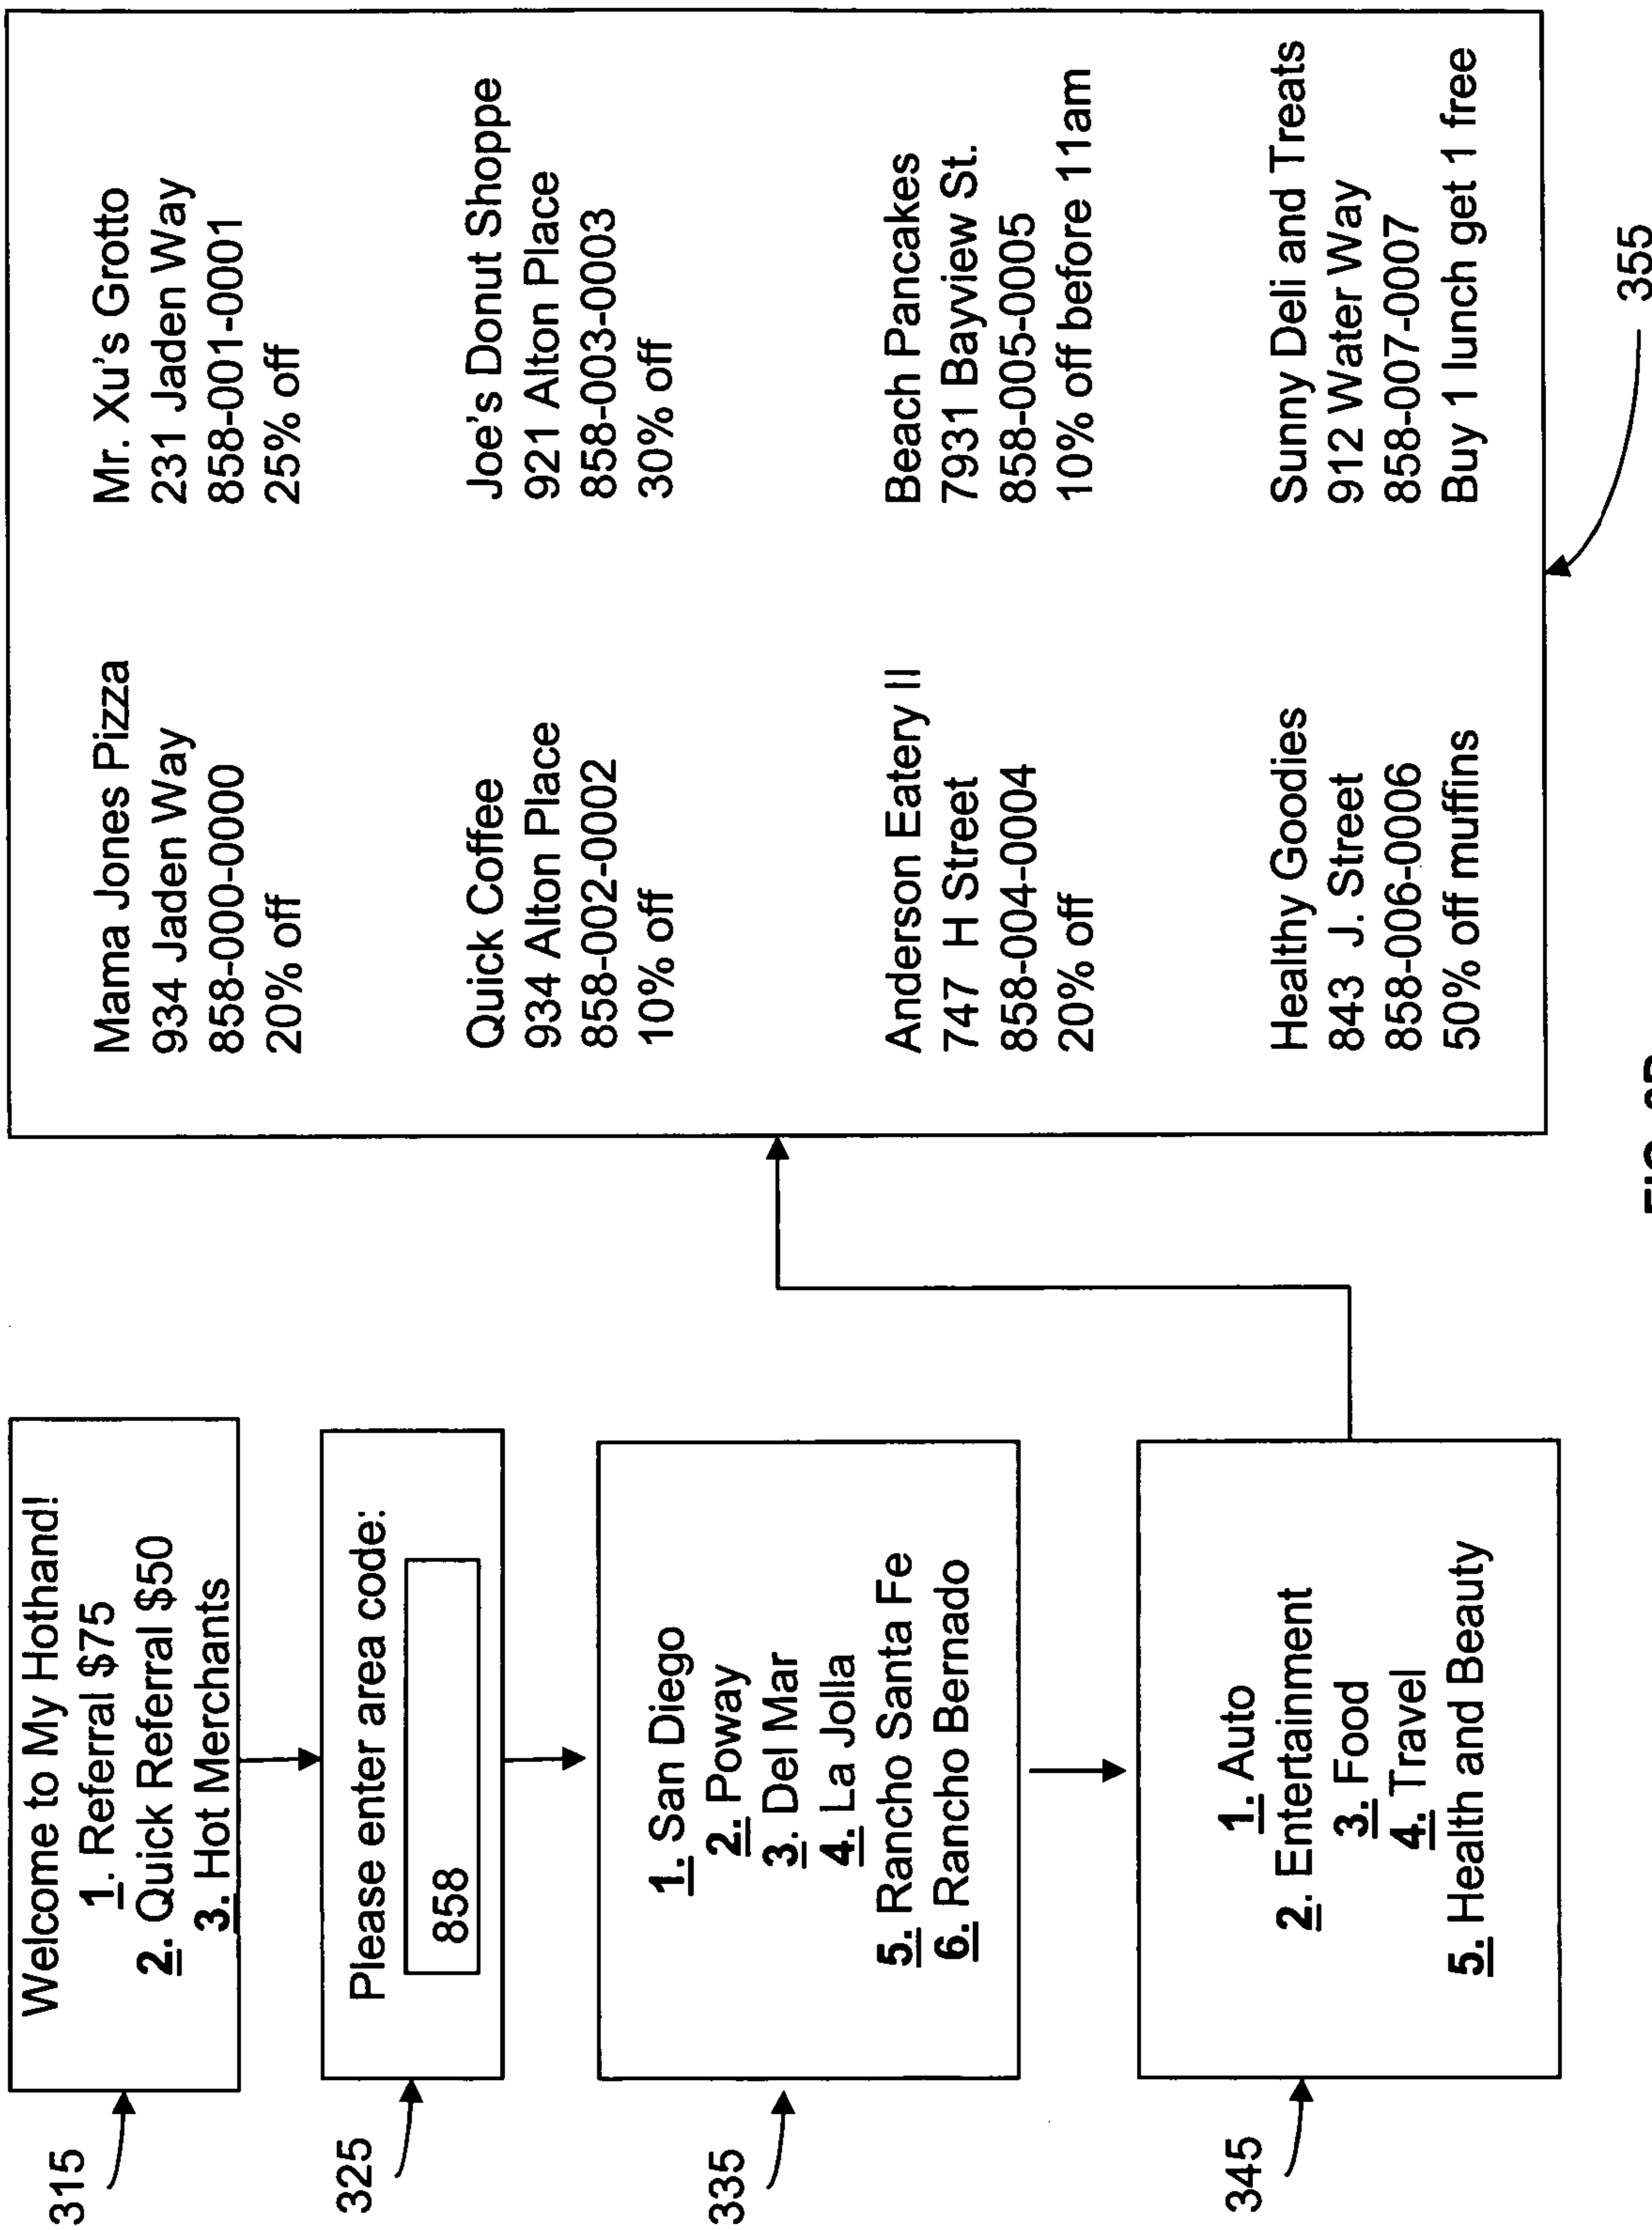 315
Welcome to My Hothand!
1. Referral $75
2. Quick Referral $50
3. Hot Merchants
325
Please enter area code:
858
335
1. San Diego
2. Poway
3. Del Mar
4. La Jolla
5. Rancho Santa Fe
6. Rancho Bernado
345
1. Auto
2. Entertainment
3. Food
4. Travel
5. Health and Beauty
Mama Jones Pizza
934 Jaden Way
858-000-0000
20% off
Mr. Xu's Grotto
231 Jaden Way
858-001-0001
25% off
Quick Coffee
934 Alton Place
858-002-0002
10% off
Joe's Donut Shoppe
921 Alton Place
858-003-0003
30% off
Anderson Eatery II
747 H Street
858-004-0004
20% off
Beach Pancakes
7931 Bayview St.
858-005-0005
10% off before 11am
Healthy Goodies
843 J. Street
858-006-0006
50% off muffins
Sunny Deli and Treats
912 Water Way
858-007-0007
Buy 1 lunch get 1 free
355